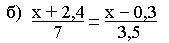 б) x + 2,4 / 7 = x − 0,3 / 3,5